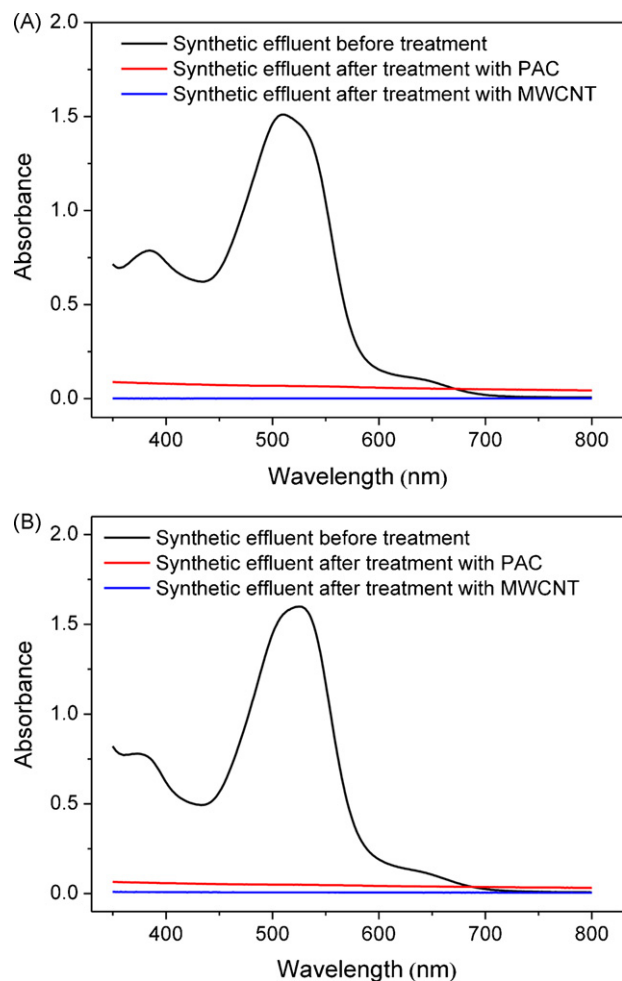 (A)
2.0
1.5
1.0
0.5
0.0
Absorbance
Synthetic effluent before treatment
Synthetic effluent after treatment with PAC
Synthetic effluent after treatment with MWCNT
400 500 600 700 800
Wavelength (nm)
(B)
2.0
1.5
1.0
0.5
0.0
Absorbance
Synthetic effluent before treatment
Synthetic effluent after treatment with PAC
Synthetic effluent after treatment with MWCNT
400 500 600 700 800
Wavelength (nm)